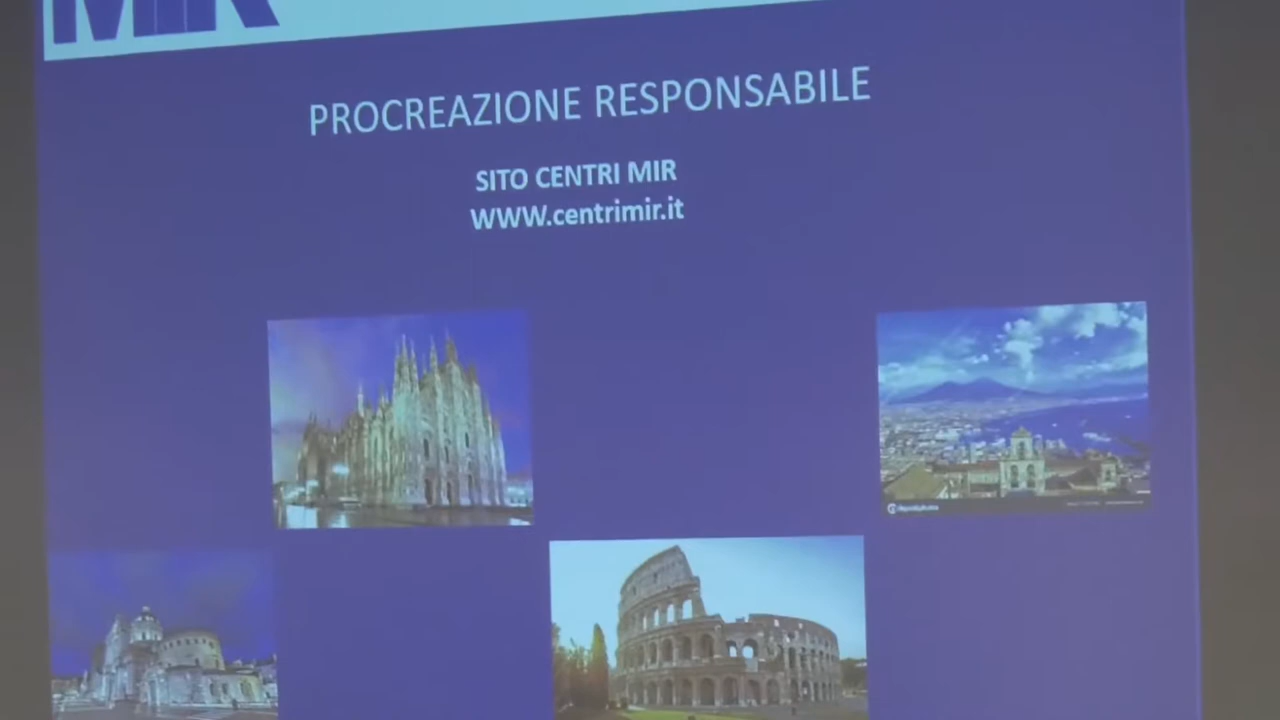 MIR
PROCREAZIONE RESPONSABILE
SITO CENTRI MIR
WWW.centrimir.it